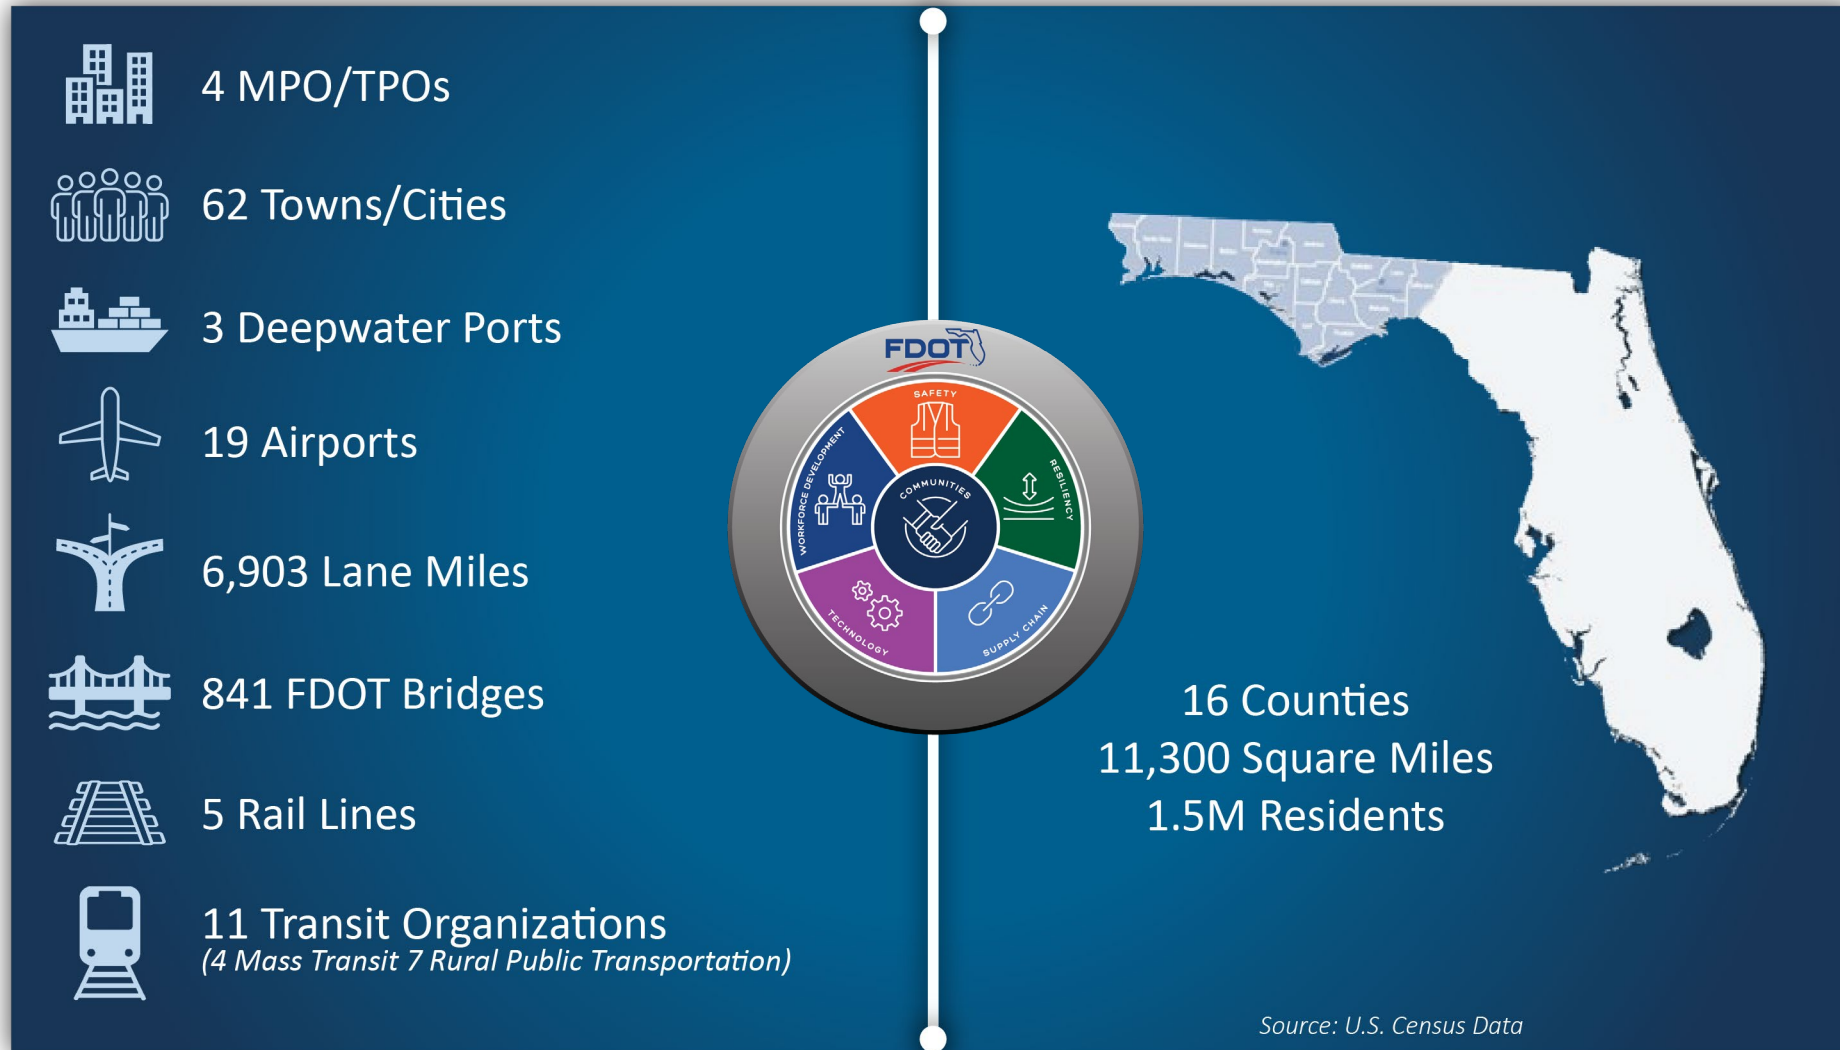 4 MPO/TPOs
62 Towns/Cities
3 Deepwater Ports
19 Airports
6,903 Lane Miles
841 FDOT Bridges
5 Rail Lines
11 Transit Organizations
(4 Mass Transit 7 Rural Public Transportation)
FDOT
SAFETY
RESILIENCY
SUPPLY CHAIN
TECHNOLOGY
WORKFORCE DEVELOPMENT
COMMUNITIES
16 Counties
11,300 Square Miles
1.5M Residents
Source: U.S. Census Data